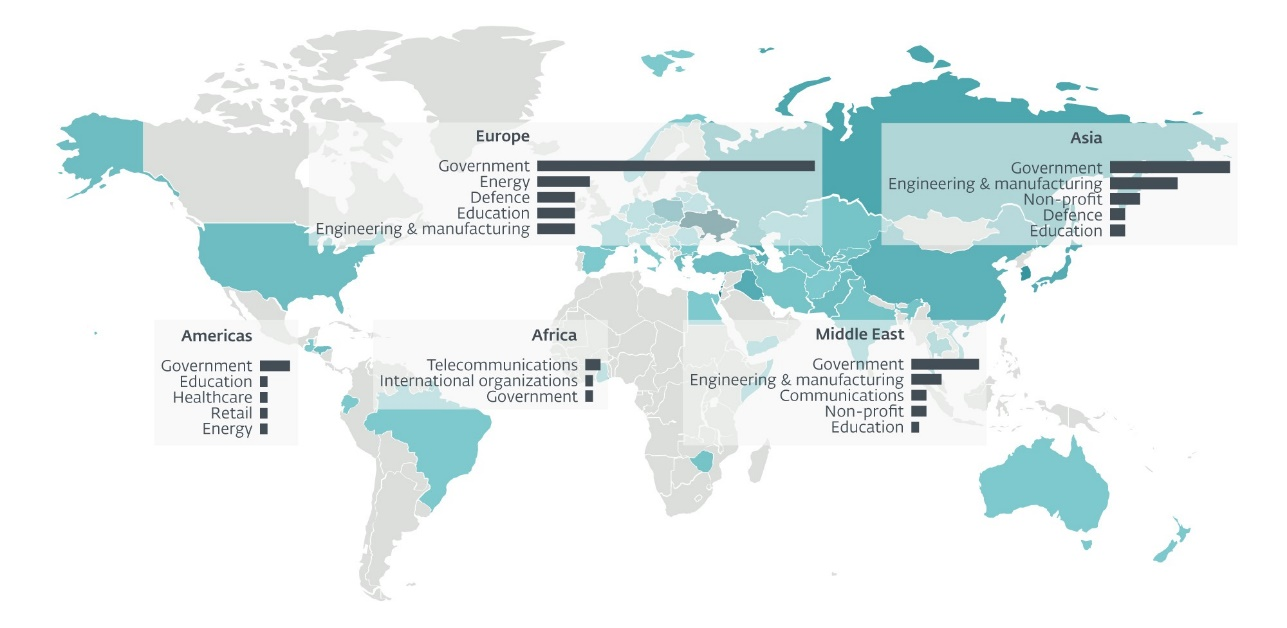 Europe
Government
Energy
Defence
Education
Engineering & manufacturing
Asia
Government
Engineering & manufacturing
Non-profit
Defence
Education
Americas
Government
Education
Healthcare
Retail
Energy
Africa
Telecommunications
International organizations
Government
Middle East
Government
Engineering & manufacturing
Communications
Non-profit
Education